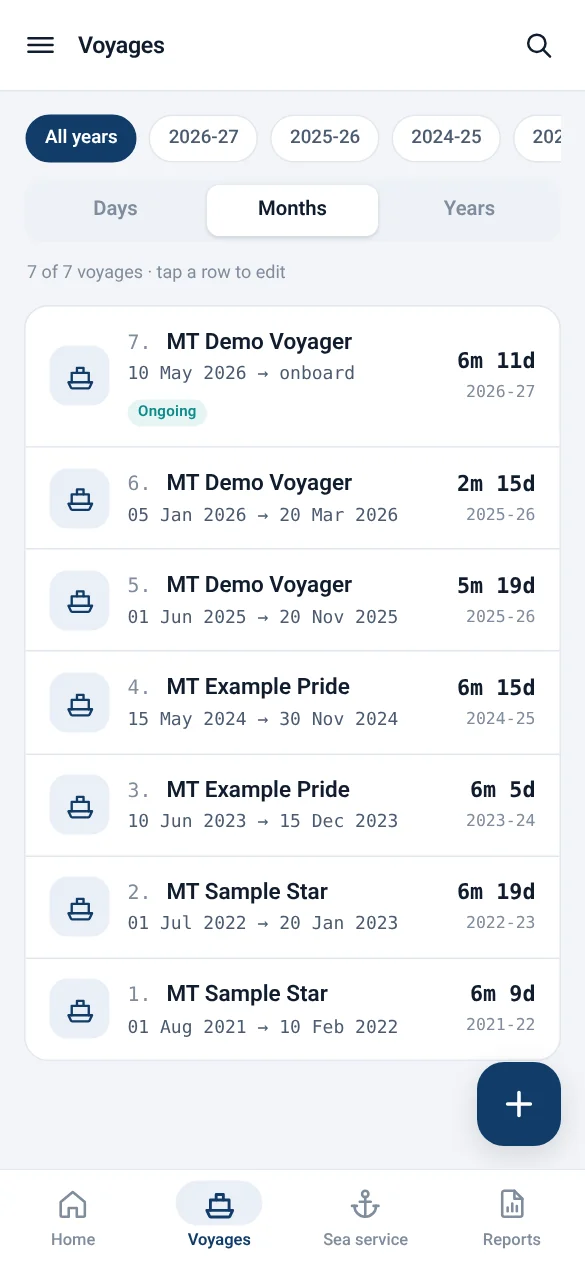 Voyages
All years 2026-27 2025-26 2024-25 202
Days Months Years
7 of 7 voyages · tap a row to edit
7. MT Demo Voyager
10 May 2026 → onboard
Ongoing
6m 11d
2026-27
6. MT Demo Voyager
05 Jan 2026 → 20 Mar 2026
2m 15d
2025-26
5. MT Demo Voyager
01 Jun 2025 → 20 Nov 2025
5m 19d
2025-26
4. MT Example Pride
15 May 2024 → 30 Nov 2024
6m 15d
2024-25
3. MT Example Pride
10 Jun 2023 → 15 Dec 2023
6m 5d
2023-24
2. MT Sample Star
01 Jul 2022 → 20 Jan 2023
6m 19d
2022-23
1. MT Sample Star
01 Aug 2021 → 10 Feb 2022
6m 9d
2021-22
Home Voyages Sea service Reports